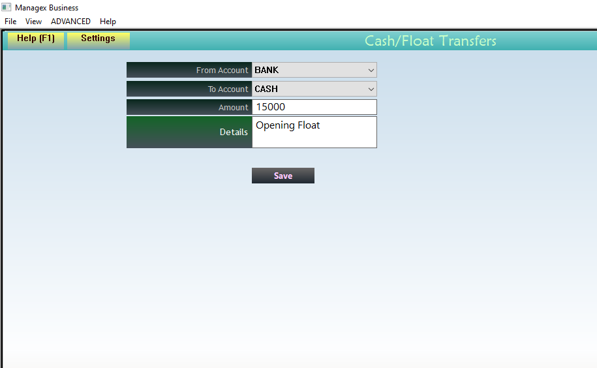 Managex Business
File View ADVANCED Help
Help (F1) Settings Cash/Float Transfers
From Account BANK
To Account CASH
Amount 15000
Details Opening Float
Save